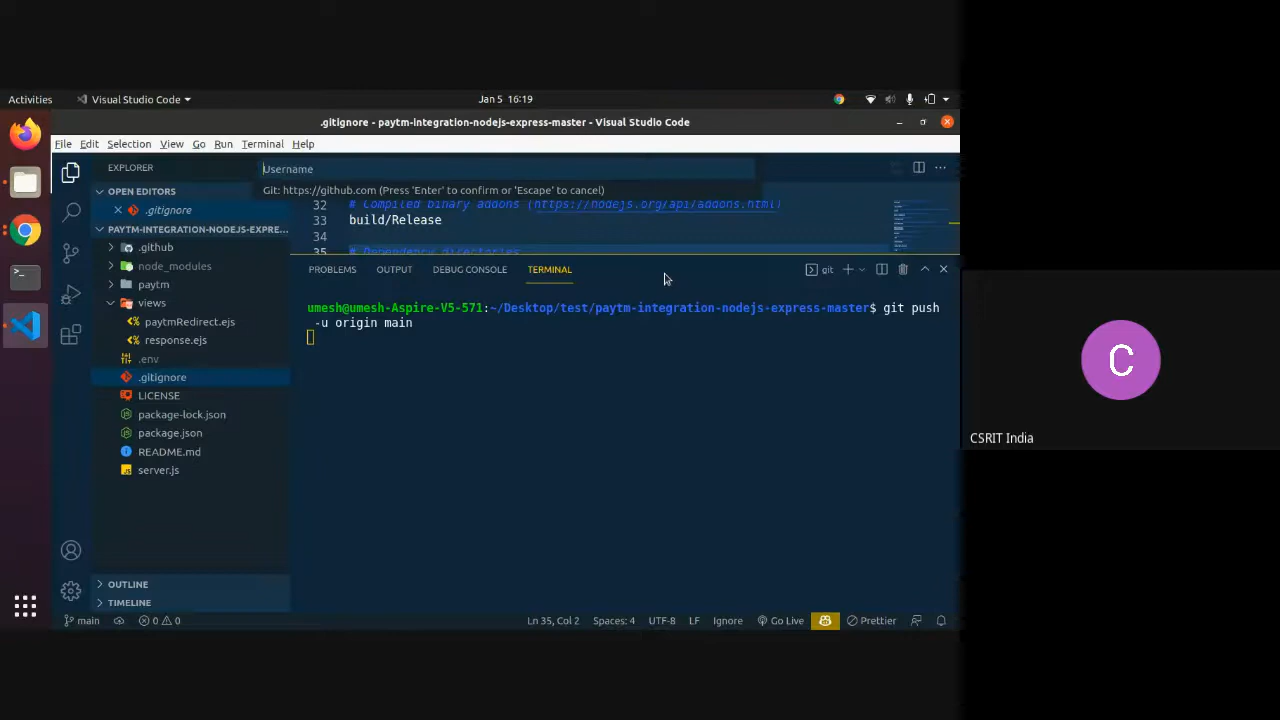 Activities
Visual Studio Code
Jan 5 16:19
.gitignore - paytm-integration-nodejs-express-master - Visual Studio Code
File Edit Selection View Go Run Terminal Help
EXPLORER
Username
Git: https://github.com (Press 'Enter' to confirm or 'Escape' to cancel)
OPEN EDITORS
.gitignore
PAYTM-INTEGRATION-NODEJS-EXPRE...
.github
node_modules
paytm
views
paytmRedirect.ejs
response.ejs
.env
.gitignore
LICENSE
package-lock.json
package.json
README.md
server.js
OUTLINE
TIMELINE
32 # Compiled binary addons (https://nodejs.org/api/addons.html)
33 build/Release
34
35 # Dependency directories
PROBLEMS OUTPUT DEBUG CONSOLE TERMINAL
git
umesh@umesh-Aspire-V5-571:~/Desktop/test/paytm-integration-nodejs-express-master$ git push
-u origin main
main
0 0
Ln 35, Col 2
Spaces: 4
UTF-8
LF
Ignore
Go Live
Prettier
C
CSRIT India